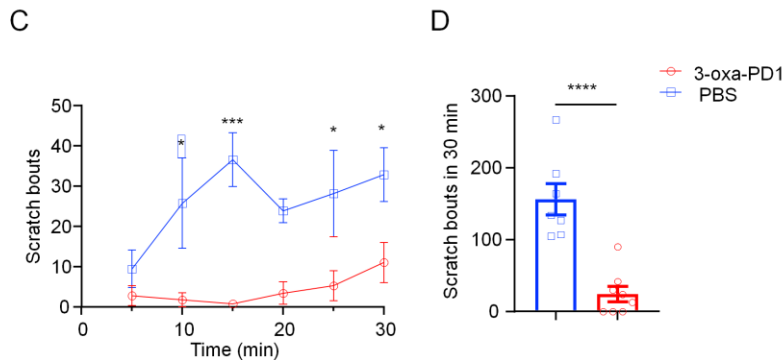 C
Scratch bouts
50
40
30
20
10
0
0
10
20
30
Time (min)
*
***
*
*
D
3-oxa-PD1
PBS
Scratch bouts in 30 min
300
200
100
0
****